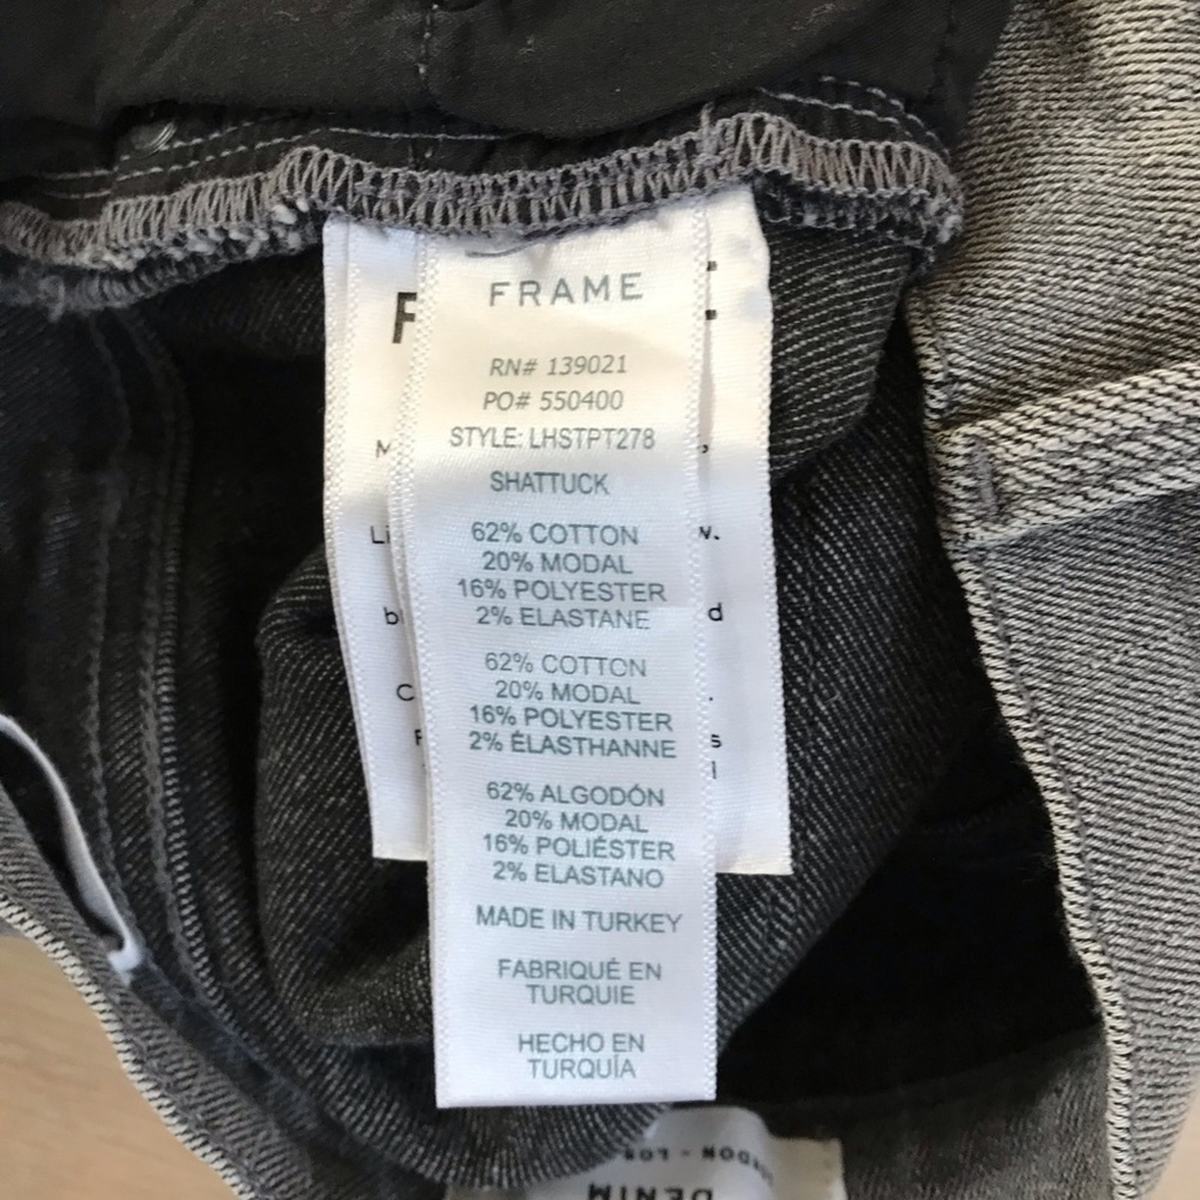 FRAME
RN# 139021
PO# 550400
STYLE: LHSTPT278
SHATTUCK
62% COTTON
20% MODAL
16% POLYESTER
2% ELASTANE
62% COTTON
20% MODAL
16% POLYESTER
2% ÉLASTHANNE
62% ALGODÓN
20% MODAL
16% POLIÉSTER
2% ELASTANO
MADE IN TURKEY
FABRIQUÉ EN
TURQUIE
HECHO EN
TURQUÍA
DENIM